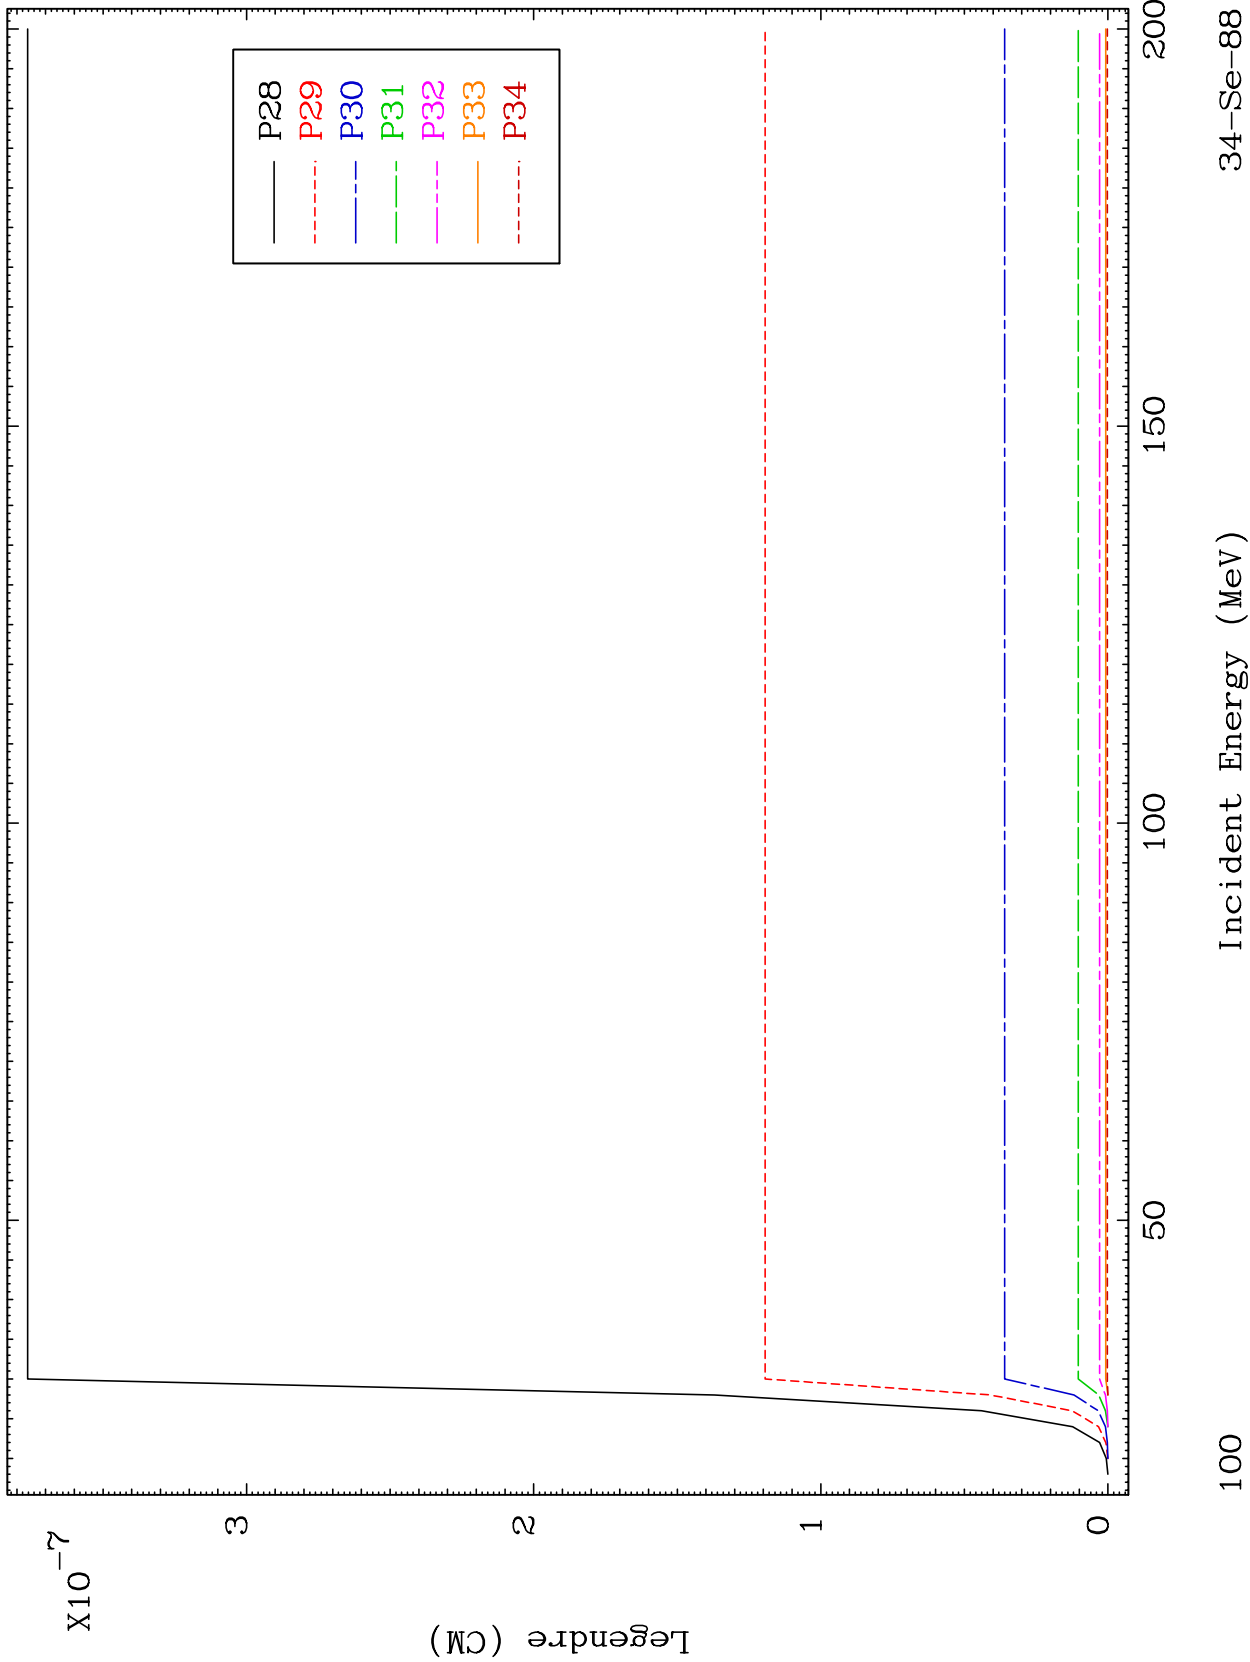 X10-7
3
2
1
0
Legendre (CM)
P28
P29
P30
P31
P32
P33
P34
50
100
150
200
Incident Energy (MeV)
100
34-Se-88